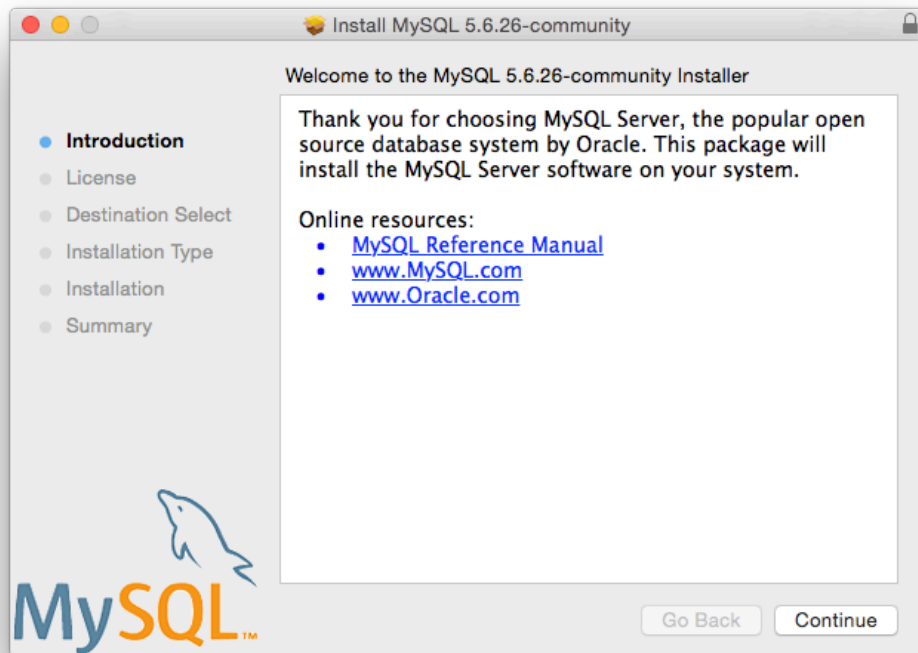 Install MySQL 5.6.26-community
Welcome to the MySQL 5.6.26-community Installer
Introduction
License
Destination Select
Installation Type
Installation
Summary
Thank you for choosing MySQL Server, the popular open
source database system by Oracle. This package will
install the MySQL Server software on your system.
Online resources:
• MySQL Reference Manual
• www.MySQL.com
• www.Oracle.com
MySQL™
Go Back
Continue